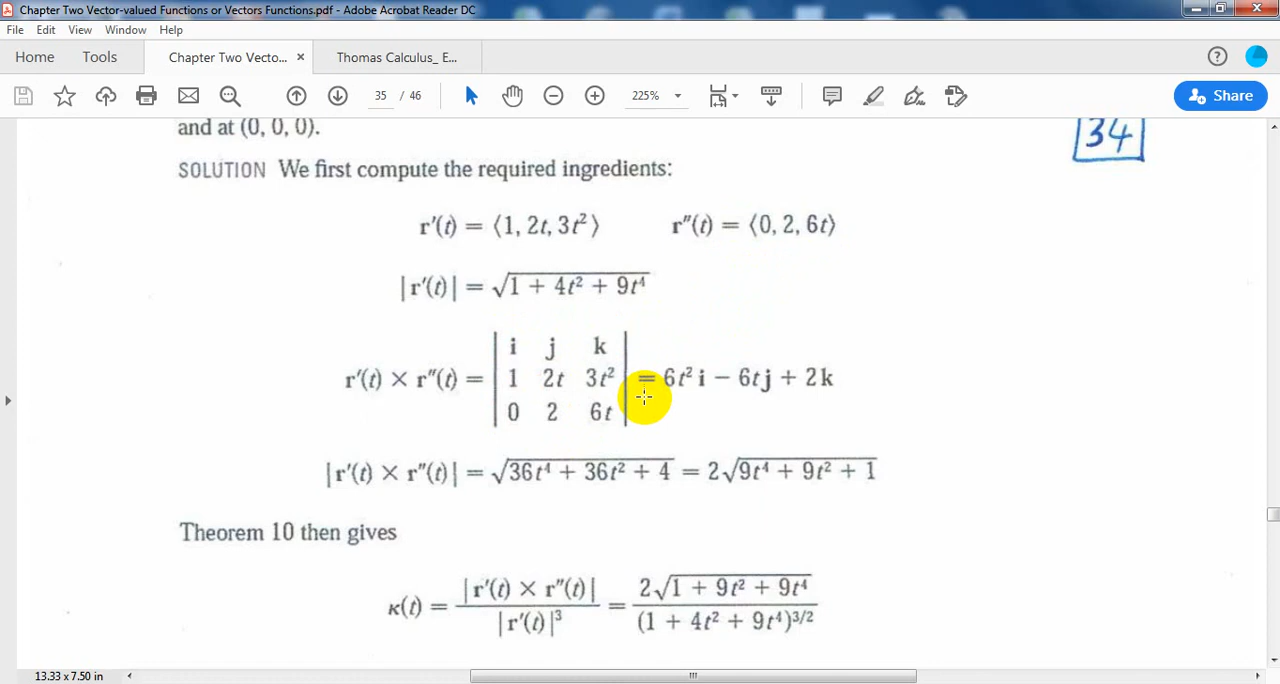 Chapter Two Vector-valued Functions or Vectors Functions.pdf - Adobe Acrobat Reader DC
File Edit View Window Help
Home Tools Chapter Two Vecto... × Thomas Calculus_ E...
35 / 46 225% Share
and at (0, 0, 0).
34
SOLUTION We first compute the required ingredients:
r′(t) = ⟨1, 2t, 3t²⟩ r″(t) = ⟨0, 2, 6t⟩
|r′(t)| = √(1 + 4t² + 9t⁴)
r′(t) × r″(t) = | i j k |
| 1 2t 3t² | = 6t² i − 6t j + 2k
| 0 2 6t |
|r′(t) × r″(t)| = √(36t⁴ + 36t² + 4) = 2√(9t⁴ + 9t² + 1)
Theorem 10 then gives
κ(t) = |r′(t) × r″(t)| / |r′(t)|³ = 2√(1 + 9t² + 9t⁴) / (1 + 4t² + 9t⁴)^(3/2)
13.33 x 7.50 in